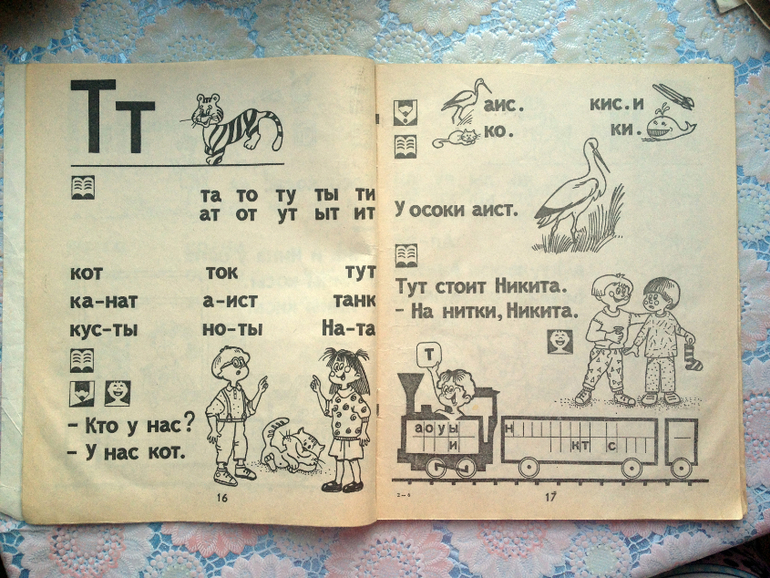 Тт
та то ту ты ти
ат от ут ыт ит
кот ток тут
ка-нат а-ист танк
кус-ты но-ты На-та
- Кто у нас?
- У нас кот.
16
аис. кис.и
ко. ки.
У осоки аист.
Тут стоит Никита.
- На нитки, Никита.
т
а о у ы н
и к т с
2-6
17